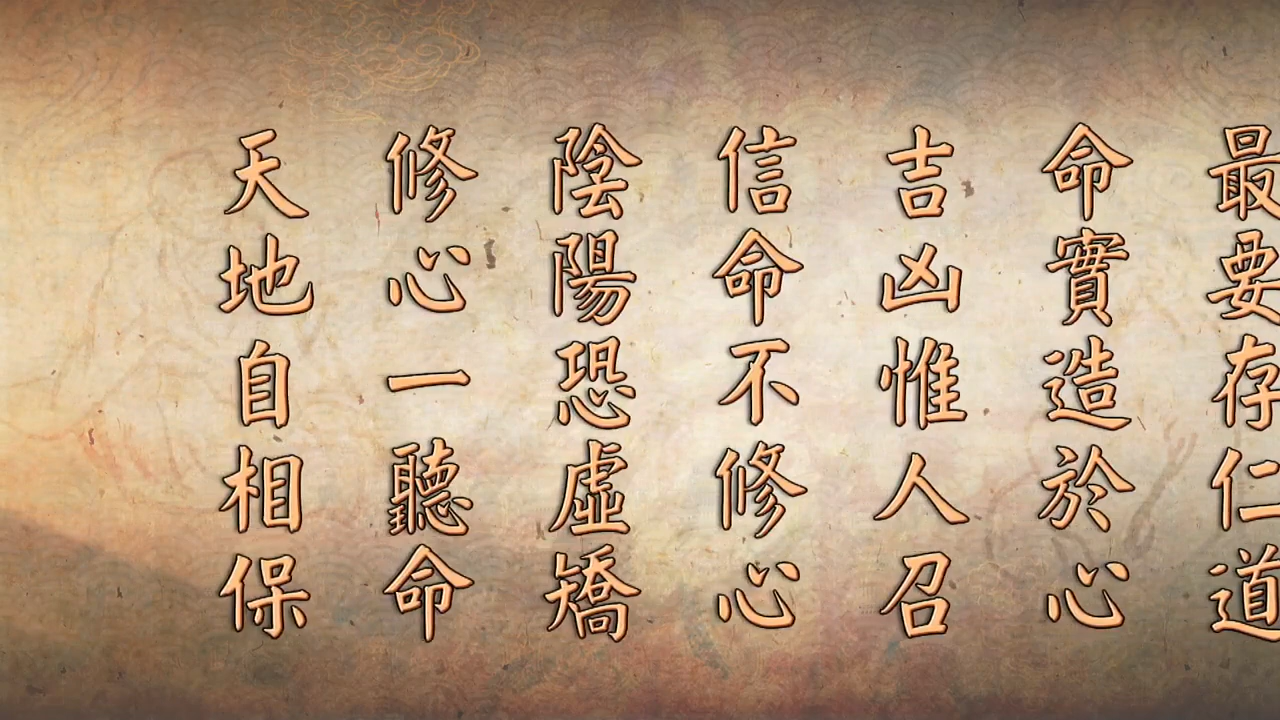 最要存仁道
命實造於心
吉凶惟人召
信命不修心
陰陽恐虛矯
修心一聽命
天地自相保